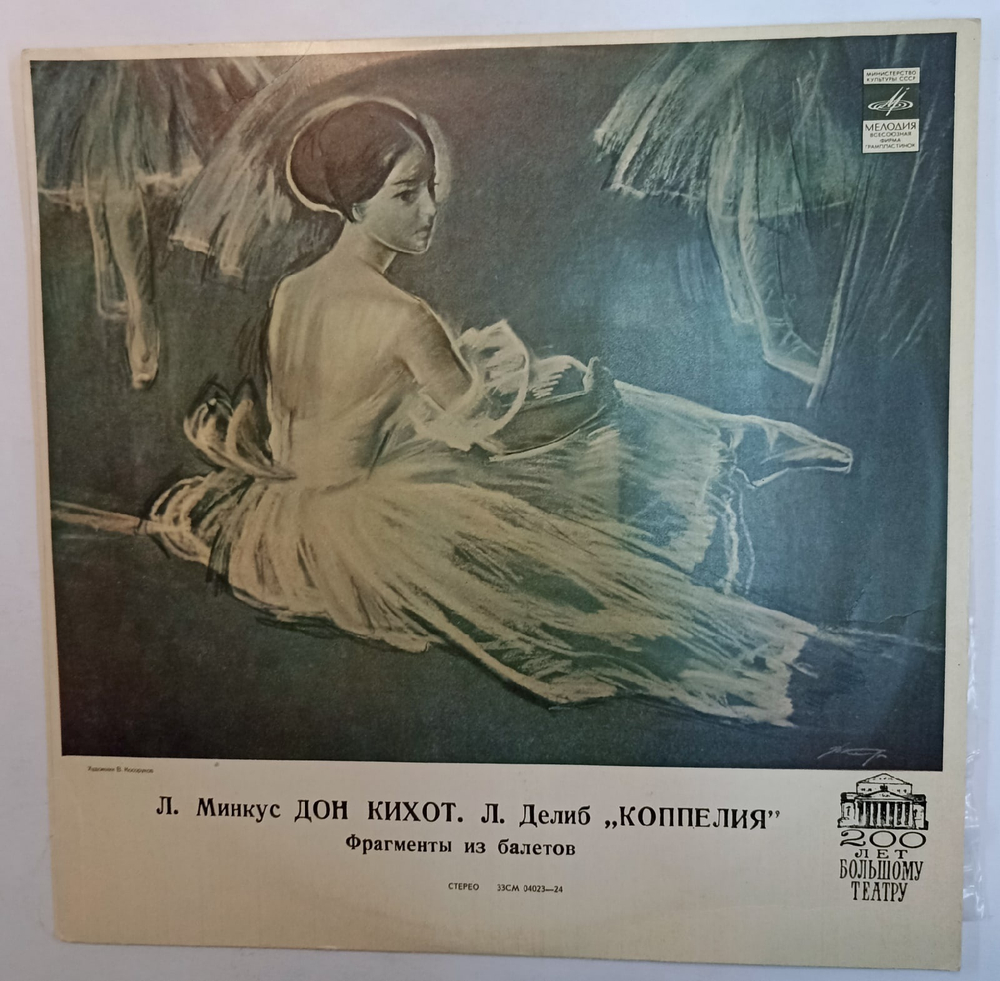 МИНИСТЕРСТВО
КУЛЬТУРЫ СССР
МЕЛОДИЯ
ВСЕСОЮЗНАЯ
ФИРМА
ГРАМПЛАСТИНОК
Художник В. Косоруков
Л. Минкус ДОН КИХОТ. Л. Делиб „КОППЕЛИЯ”
Фрагменты из балетов
СТЕРЕО 33СМ 04023—24
200
ЛЕТ
БОЛЬШОМУ
ТЕАТРУ